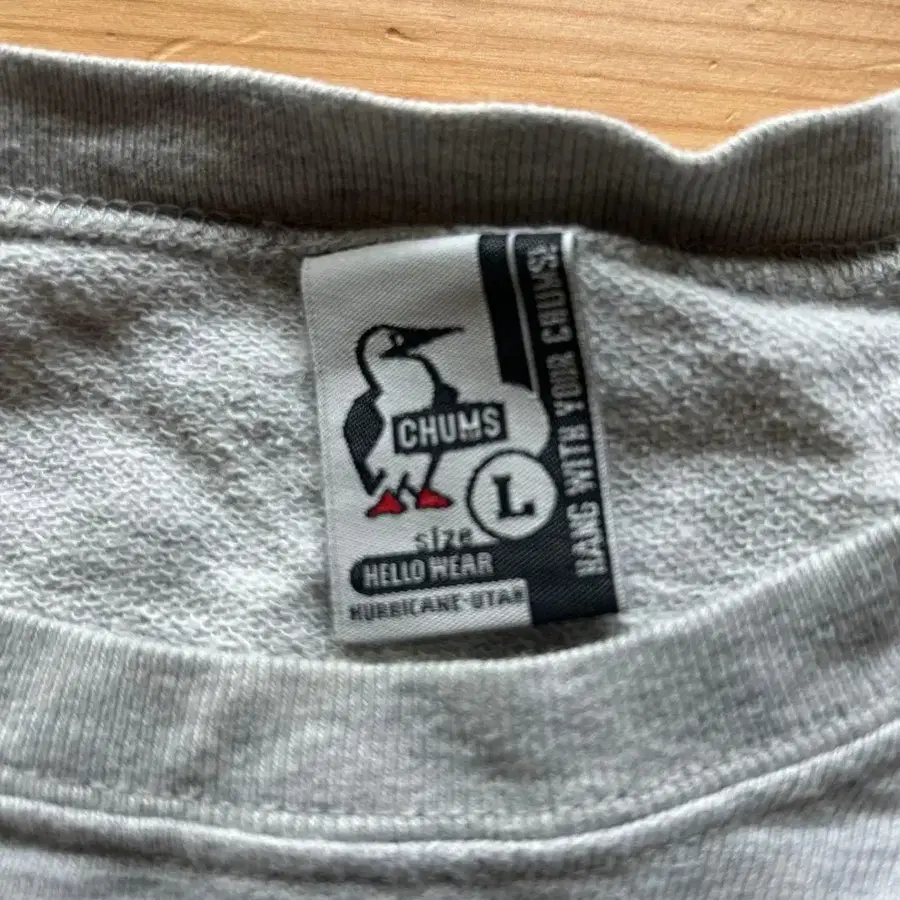 CHUMS
L
size
HELLO WEAR
HURRICANE-UTAH
HANG WITH YOUR CHUMS!